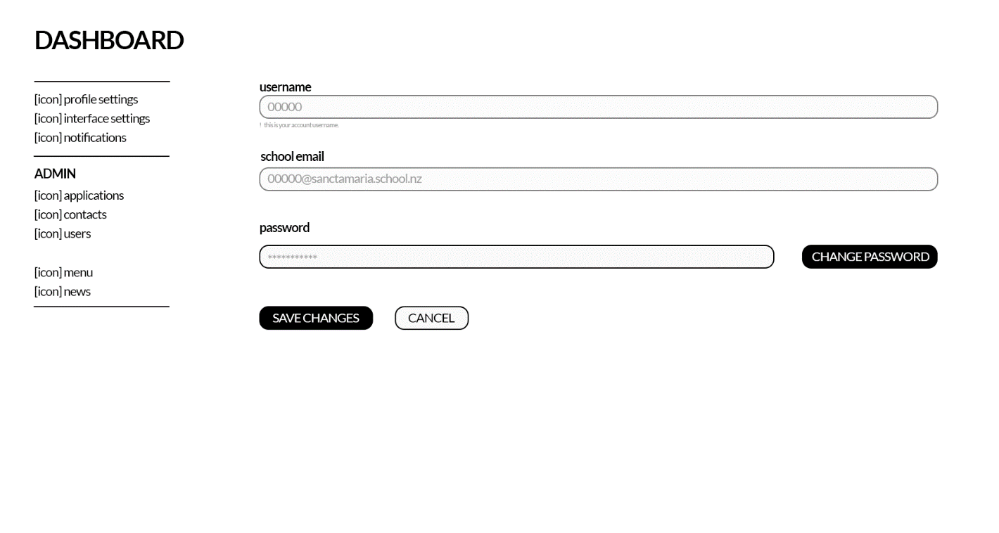 DASHBOARD
[icon] profile settings
[icon] interface settings
[icon] notifications
ADMIN
[icon] applications
[icon] contacts
[icon] users
[icon] menu
[icon] news
username
00000
! this is your account username.
school email
00000@sanctamaria.school.nz
password
***********
CHANGE PASSWORD
SAVE CHANGES
CANCEL